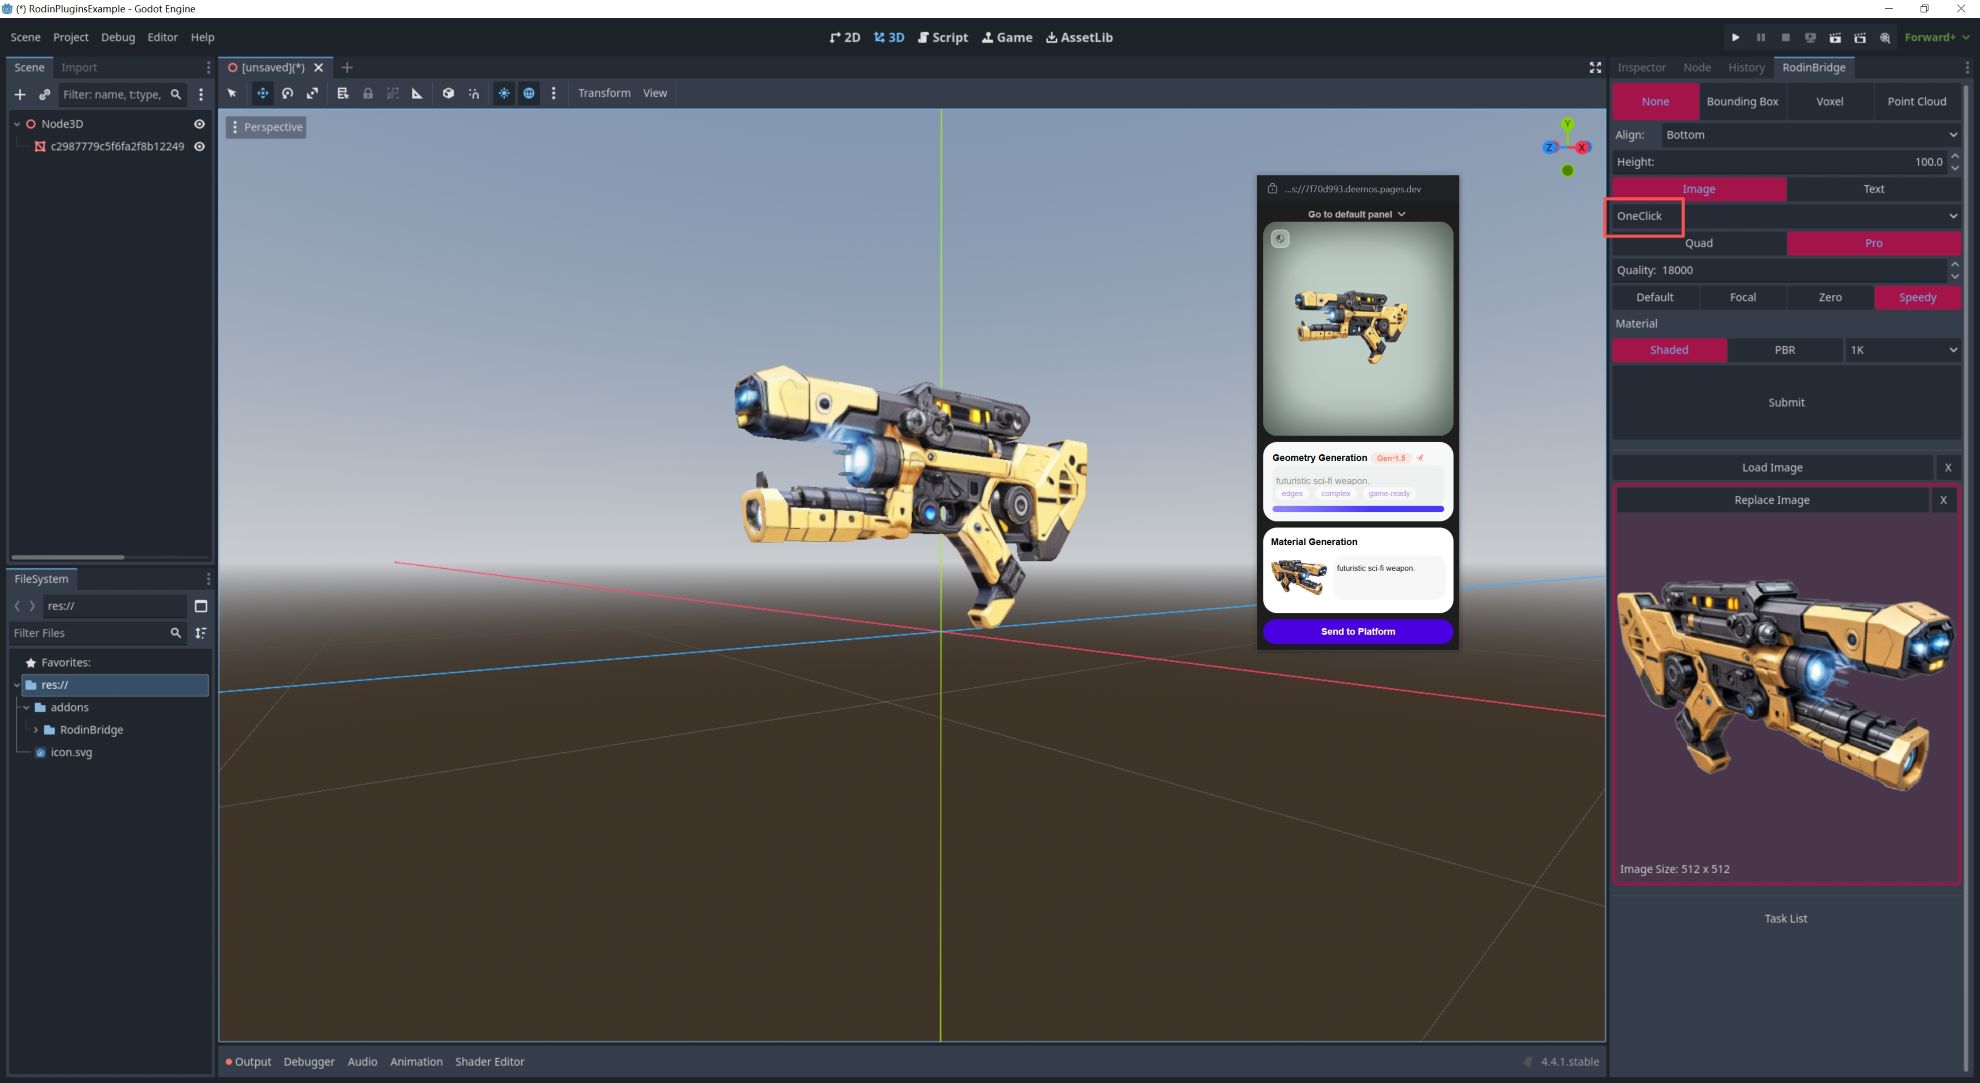 (*) RodinPluginsExample - Godot Engine
Scene Project Debug Editor Help
2D 3D Script Game AssetLib
Forward+
Scene Import
[unsaved](*)
Inspector Node History RodinBridge
Filter: name, t:type,
Transform View
Node3D
c2987779c5f6fa2f8b12249
Perspective
Y
Z X
None Bounding Box Voxel Point Cloud
Align: Bottom
Height: 100.0
Image Text
OneClick
Quad Pro
Quality: 18000
Default Focal Zero Speedy
Material
Shaded PBR 1K
Submit
Load Image X
Replace Image X
Image Size: 512 x 512
Task List
...s://7f70d993.deemos.pages.dev
Go to default panel
Geometry Generation Gen-1.5
futuristic sci-fi weapon.
edges complex game-ready
Material Generation
futuristic sci-fi weapon.
Send to Platform
FileSystem
res://
Filter Files
Favorites:
res://
addons
RodinBridge
icon.svg
Output Debugger Audio Animation Shader Editor
4.4.1.stable